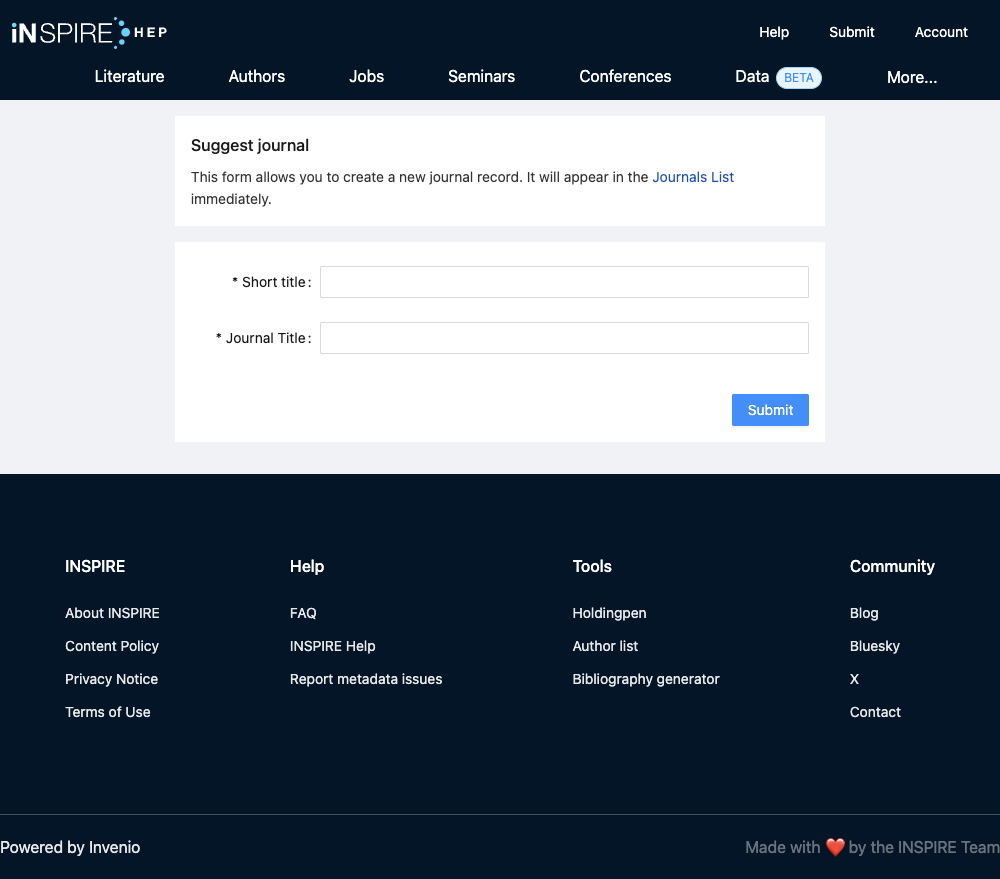 iNSPIRE HEP
Help Submit Account
Literature Authors Jobs Seminars Conferences Data BETA More...
Suggest journal
This form allows you to create a new journal record. It will appear in the Journals List
immediately.
* Short title:
* Journal Title:
Submit
INSPIRE
About INSPIRE
Content Policy
Privacy Notice
Terms of Use
Help
FAQ
INSPIRE Help
Report metadata issues
Tools
Holdingpen
Author list
Bibliography generator
Community
Blog
Bluesky
X
Contact
Powered by Invenio
Made with ❤️ by the INSPIRE Team